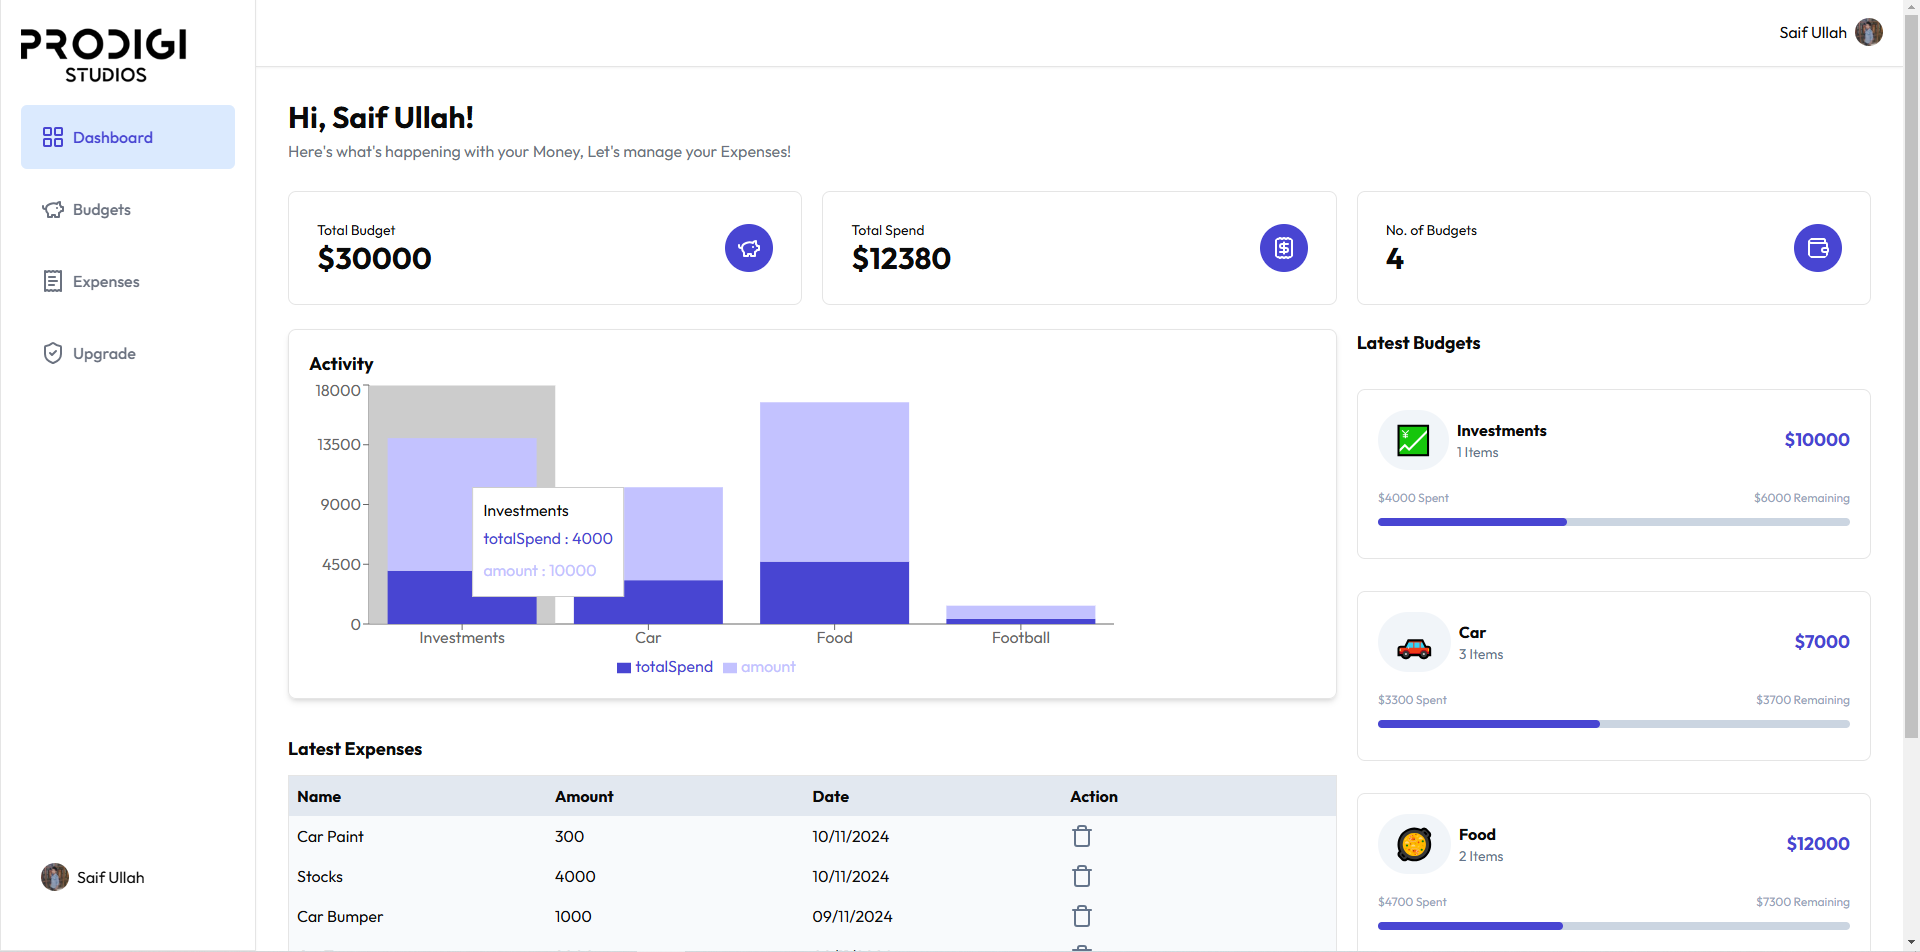 PRODIGI
STUDIOS
Dashboard
Budgets
Expenses
Upgrade
Saif Ullah
Saif Ullah
Hi, Saif Ullah!
Here's what's happening with your Money, Let's manage your Expenses!
Total Budget
$30000
Total Spend
$12380
No. of Budgets
4
Activity
18000
13500
9000
4500
0
Investments
totalSpend : 4000
amount : 10000
Investments Car Food Football
totalSpend amount
Latest Expenses
Name Amount Date Action
Car Paint 300 10/11/2024
Stocks 4000 10/11/2024
Car Bumper 1000 09/11/2024
Latest Budgets
Investments
1 Items
$10000
$4000 Spent $6000 Remaining
Car
3 Items
$7000
$3300 Spent $3700 Remaining
Food
2 Items
$12000
$4700 Spent $7300 Remaining